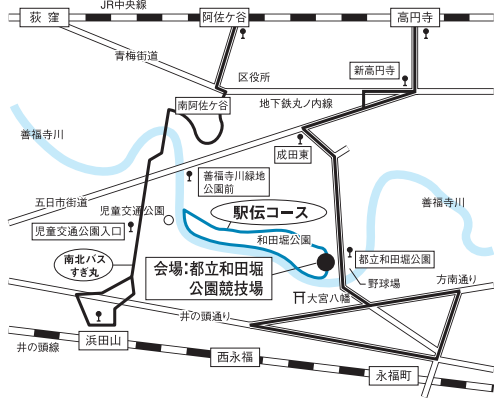 JR中央線
荻窪
阿佐ケ谷
高円寺
青梅街道
区役所
新高円寺
南阿佐ケ谷
地下鉄丸ノ内線
善福寺川
成田東
善福寺川緑地
公園前
五日市街道
児童交通公園
駅伝コース
善福寺川
児童交通公園入口
和田堀公園
南北バス
すぎ丸
会場:都立和田堀
公園競技場
都立和田堀公園
野球場
方南通り
大宮八幡
井の頭通り
井の頭線
浜田山
西永福
永福町